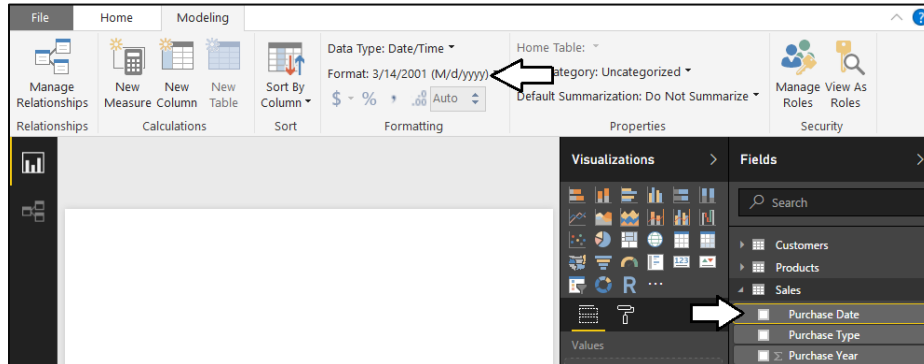 File Home Modeling
Data Type: Date/Time
Home Table:
Format: 3/14/2001 (M/d/yyyy)
ategory: Uncategorized
$ % , .00 Auto
Default Summarization: Do Not Summarize
Manage Relationships
New Measure
New Column
New Table
Sort By Column
Manage Roles
View As Roles
Relationships Calculations Sort Formatting Properties Security
Visualizations > Fields >
Search
Customers
Products
Sales
123
R ...
Purchase Date
Purchase Type
Values
Σ Purchase Year